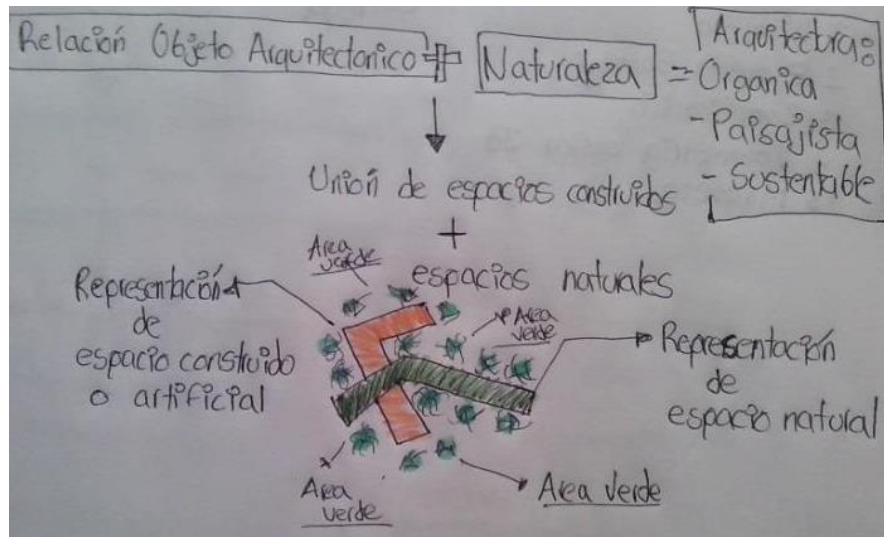 Relación Objeto Arquitectonico + Naturaleza =
Arquitectura:
- Organica
- Paisajista
- Sustentable
Unión de espacios construidos
+
espacios naturales
Area
verde
Representación
de
espacio construido
o artificial
Area
verde
Representación
de
espacio natural
Area
verde
Area Verde